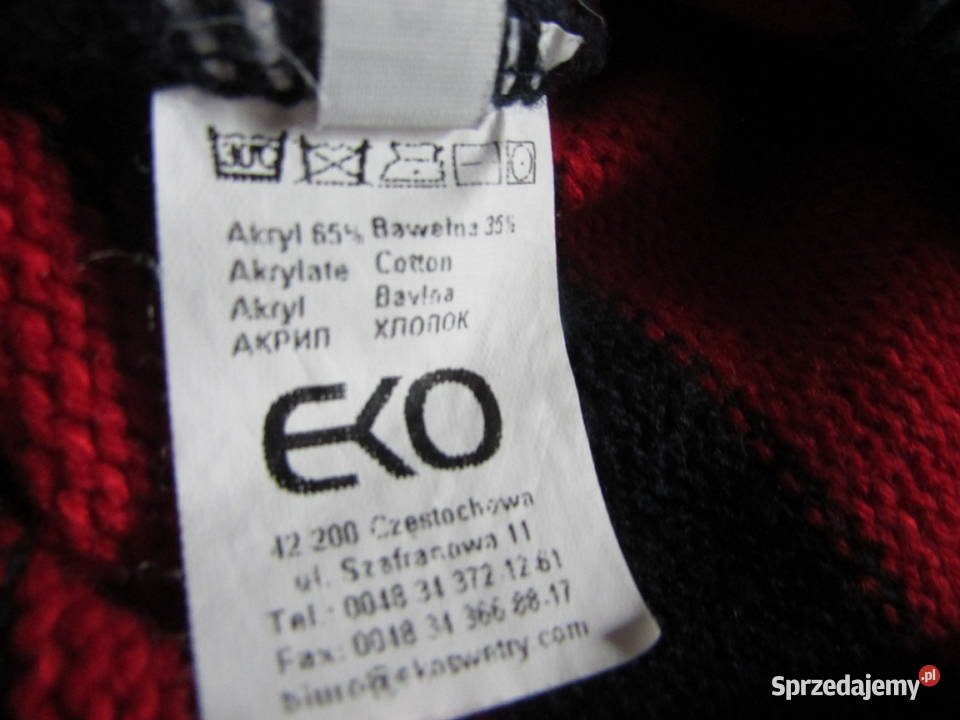 30°C
Akryl 65% Bawełna 35%
Akrylate Cotton
Akryl Bavlna
АКРИЛ ХЛОПОК
EKO
42 200 Czestochowa
ul. Szafranowa 11
Tel.: 0048 34 372-12-61
Fax: 0048 34 366-88-17
biuro@ekoswetry.com
Sprzedajemy.pl